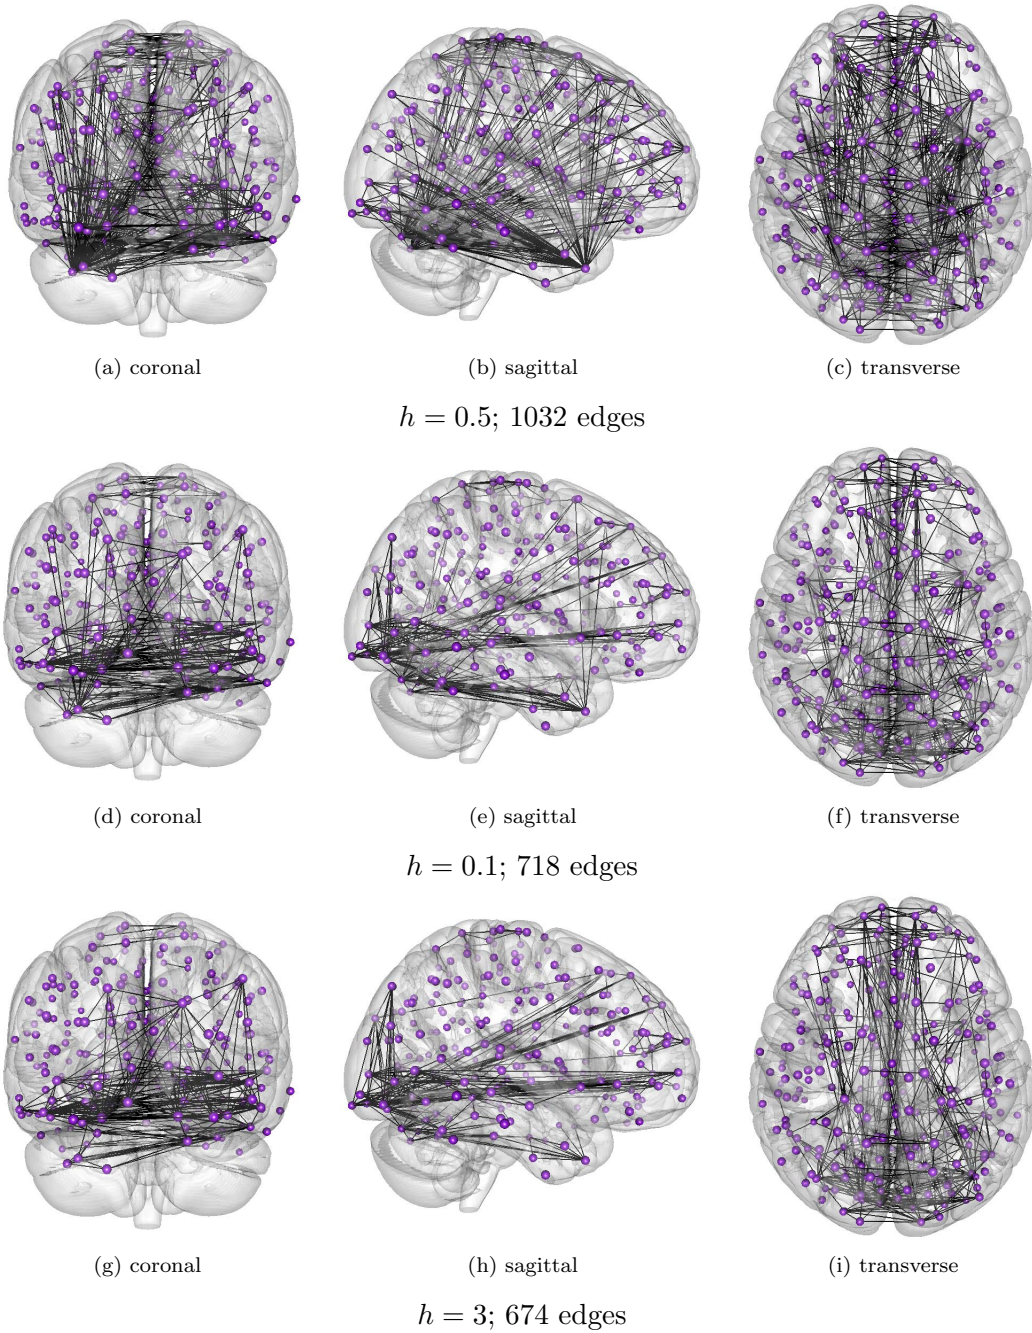 (a) coronal (b) sagittal (c) transverse
h = 0.5; 1032 edges
(d) coronal (e) sagittal (f) transverse
h = 0.1; 718 edges
(g) coronal (h) sagittal (i) transverse
h = 3; 674 edges